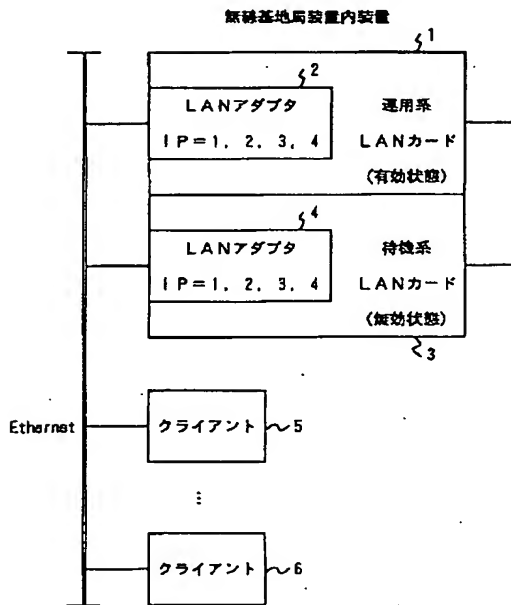 無線基地局装置内装置
1
2
LANアダプタ
IP=1, 2, 3, 4
運用系
LANカード
(有効状態)
4
LANアダプタ
IP=1, 2, 3, 4
待機系
LANカード
(無効状態)
3
Ethernet
クライアント
5
⋮
クライアント
6